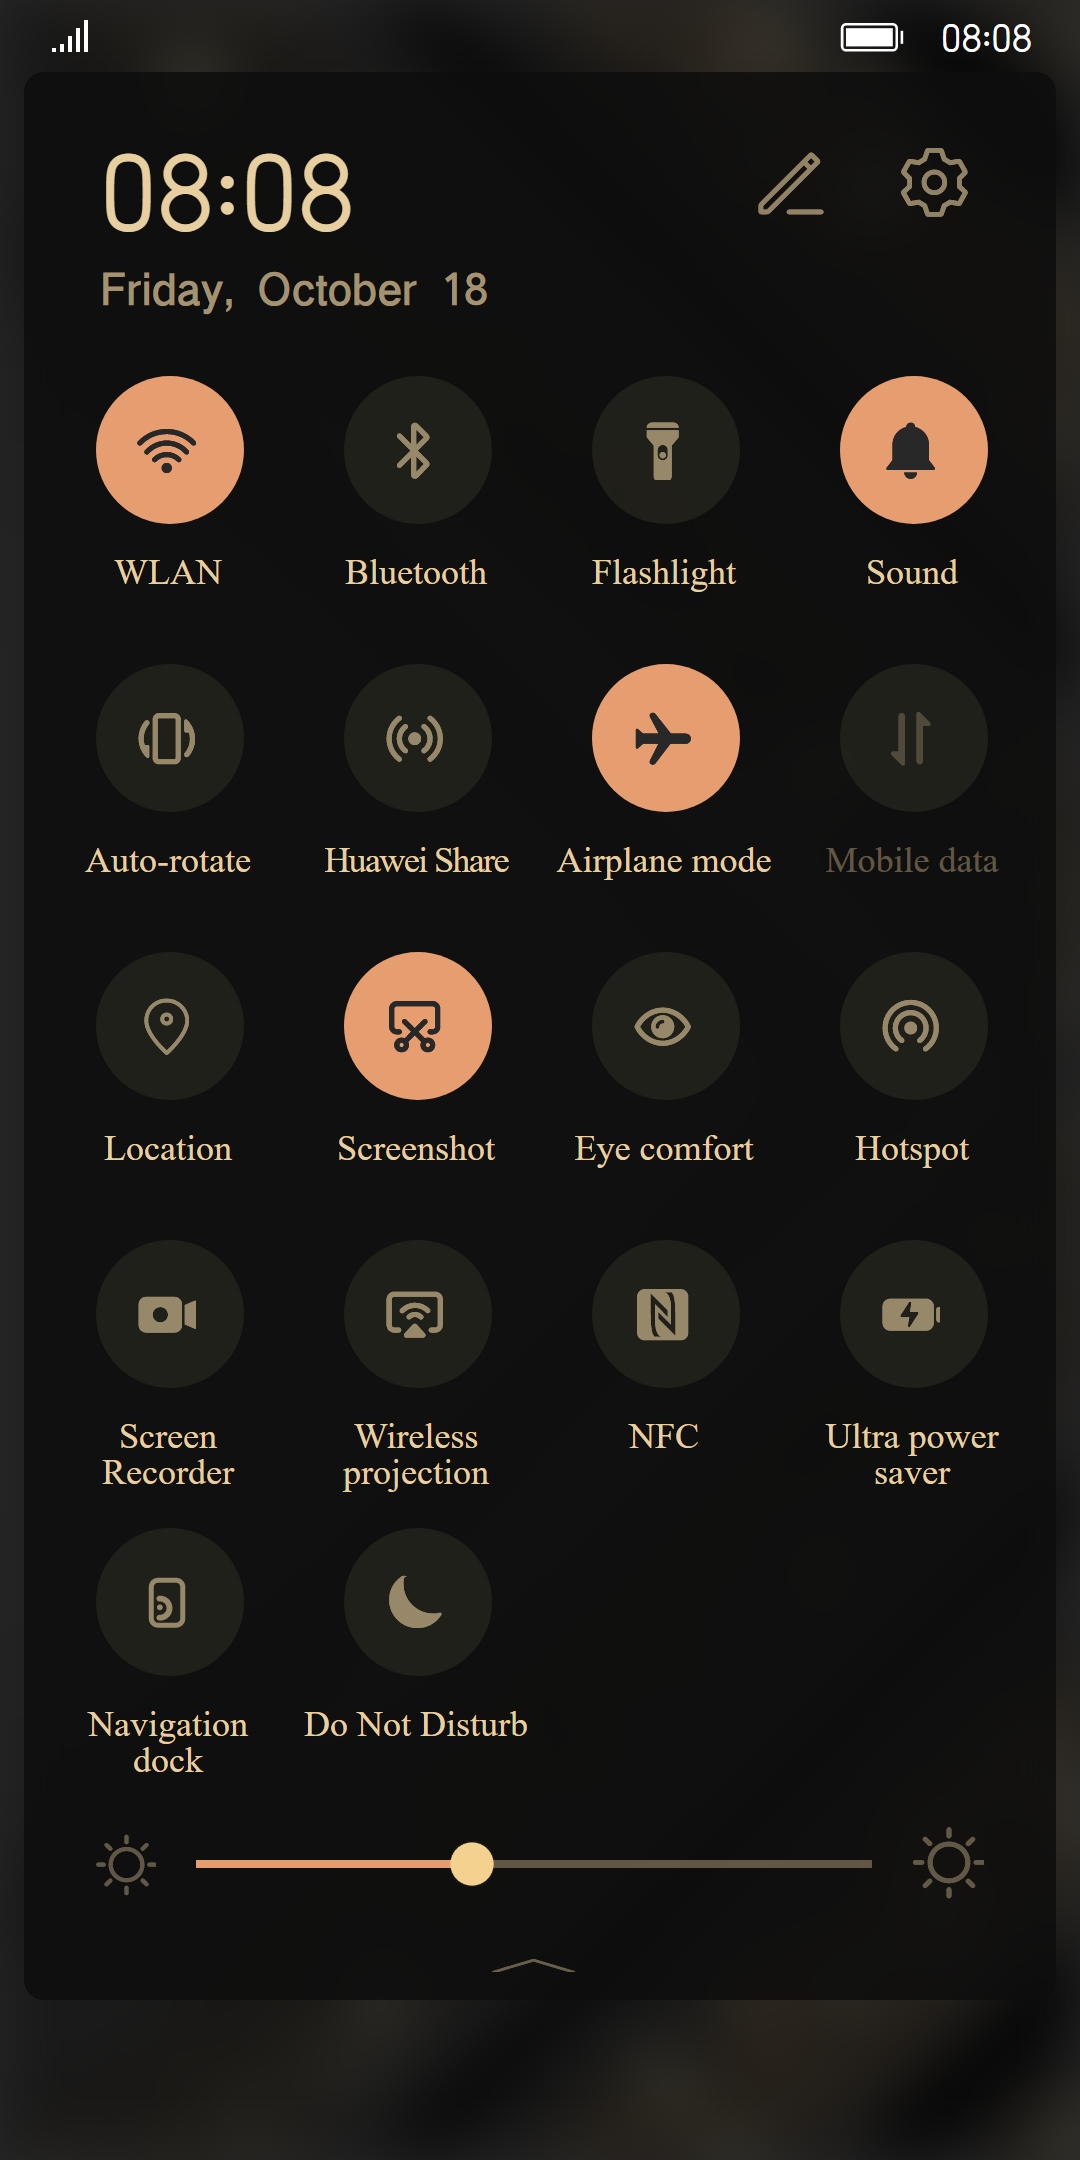 08:08
08:08
Friday, October 18
WLAN Bluetooth Flashlight Sound
Auto-rotate Huawei Share Airplane mode Mobile data
Location Screenshot Eye comfort Hotspot
Screen Recorder
Wireless projection
NFC
Ultra power saver
Navigation dock
Do Not Disturb